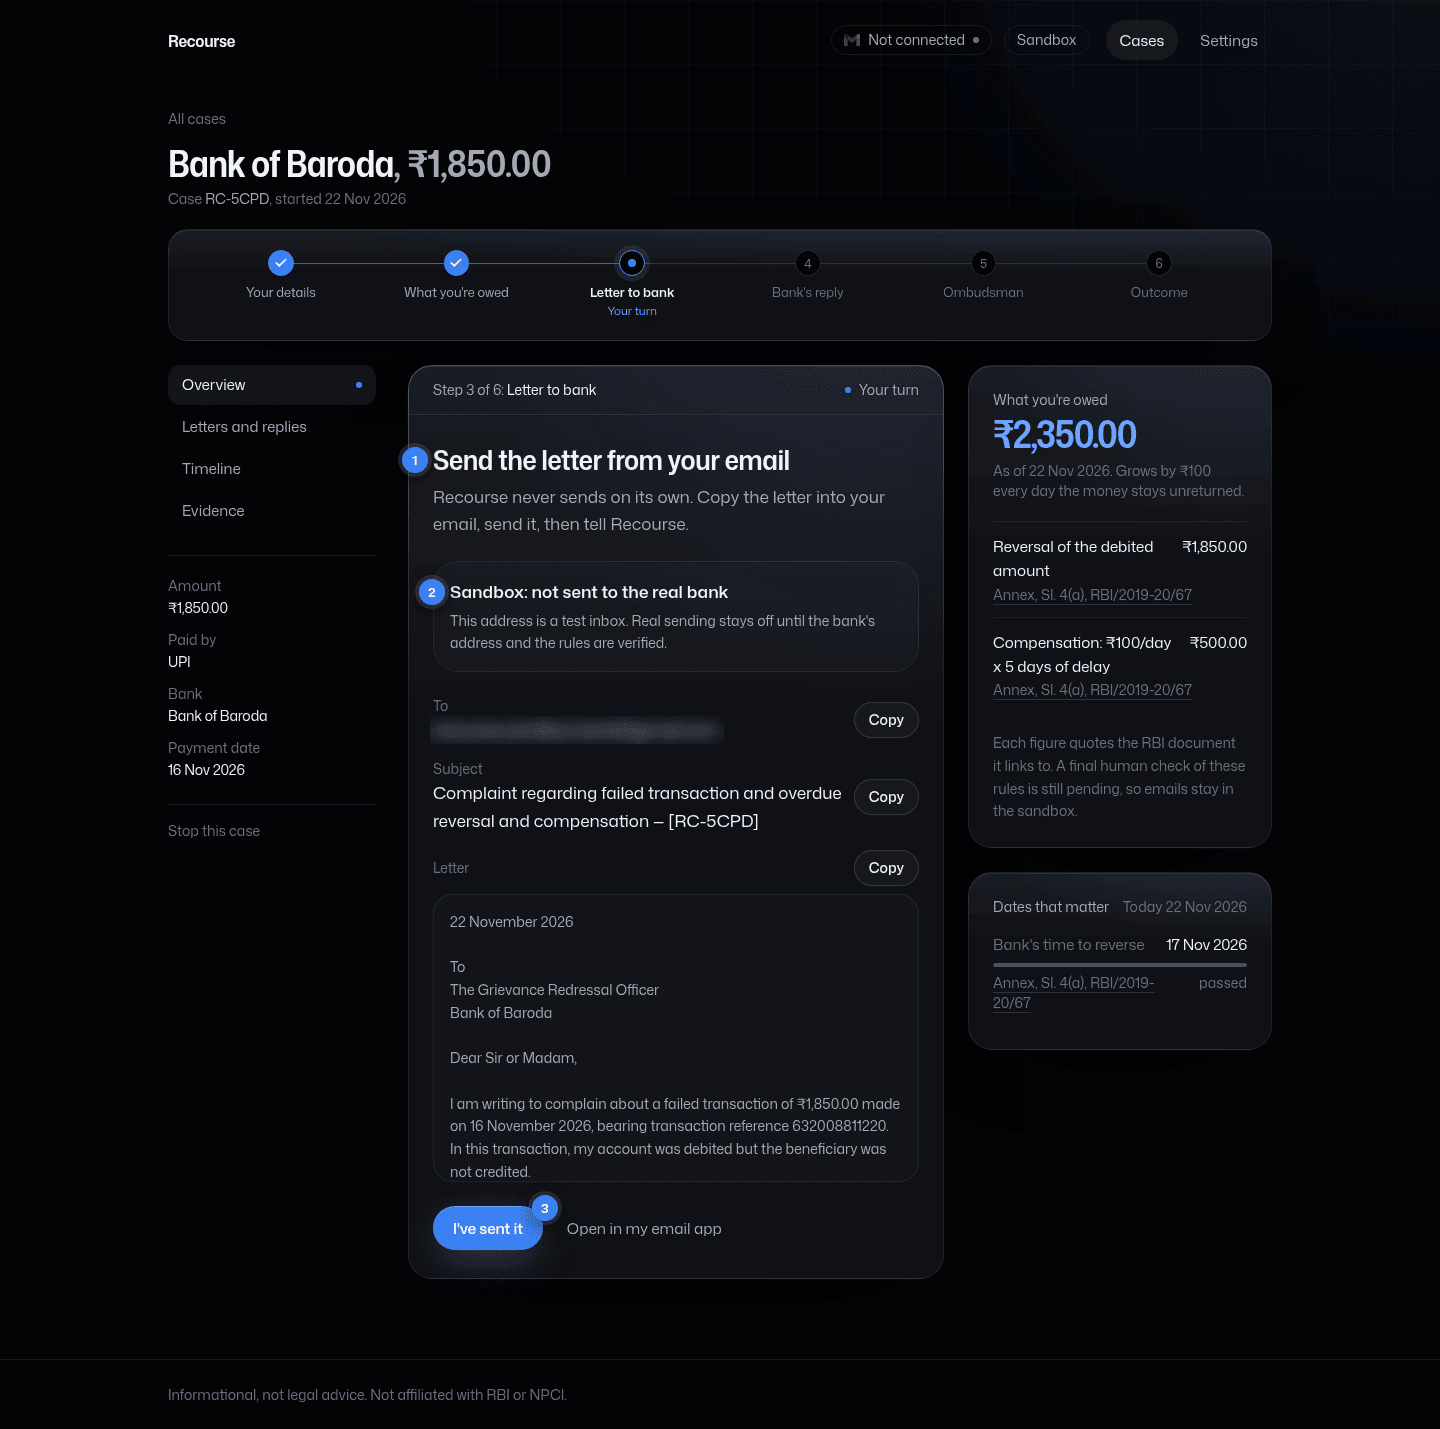 Recourse
Not connected
Sandbox
Cases
Settings
All cases
Bank of Baroda, ₹1,850.00
Case RC-5CPD, started 22 Nov 2026
Your details
What you're owed
Letter to bank
Your turn
4
Bank's reply
5
Ombudsman
6
Outcome
Overview
Letters and replies
Timeline
Evidence
Amount
₹1,850.00
Paid by
UPI
Bank
Bank of Baroda
Payment date
16 Nov 2026
Stop this case
Step 3 of 6: Letter to bank
Your turn
1
Send the letter from your email
Recourse never sends on its own. Copy the letter into your
email, send it, then tell Recourse.
2
Sandbox: not sent to the real bank
This address is a test inbox. Real sending stays off until the bank's
address and the rules are verified.
To
Copy
Subject
Complaint regarding failed transaction and overdue
reversal and compensation — [RC-5CPD]
Copy
Letter
Copy
22 November 2026
To
The Grievance Redressal Officer
Bank of Baroda
Dear Sir or Madam,
I am writing to complain about a failed transaction of ₹1,850.00 made
on 16 November 2026, bearing transaction reference 632008811220.
In this transaction, my account was debited but the beneficiary was
not credited.
I've sent it
3
Open in my email app
What you're owed
₹2,350.00
As of 22 Nov 2026. Grows by ₹100
every day the money stays unreturned.
Reversal of the debited
amount
₹1,850.00
Annex, Sl. 4(a), RBI/2019-20/67
Compensation: ₹100/day
x 5 days of delay
₹500.00
Annex, Sl. 4(a), RBI/2019-20/67
Each figure quotes the RBI document
it links to. A final human check of these
rules is still pending, so emails stay in
the sandbox.
Dates that matter
Today 22 Nov 2026
Bank's time to reverse
17 Nov 2026
Annex, Sl. 4(a), RBI/2019-
20/67
passed
Informational, not legal advice. Not affiliated with RBI or NPCI.